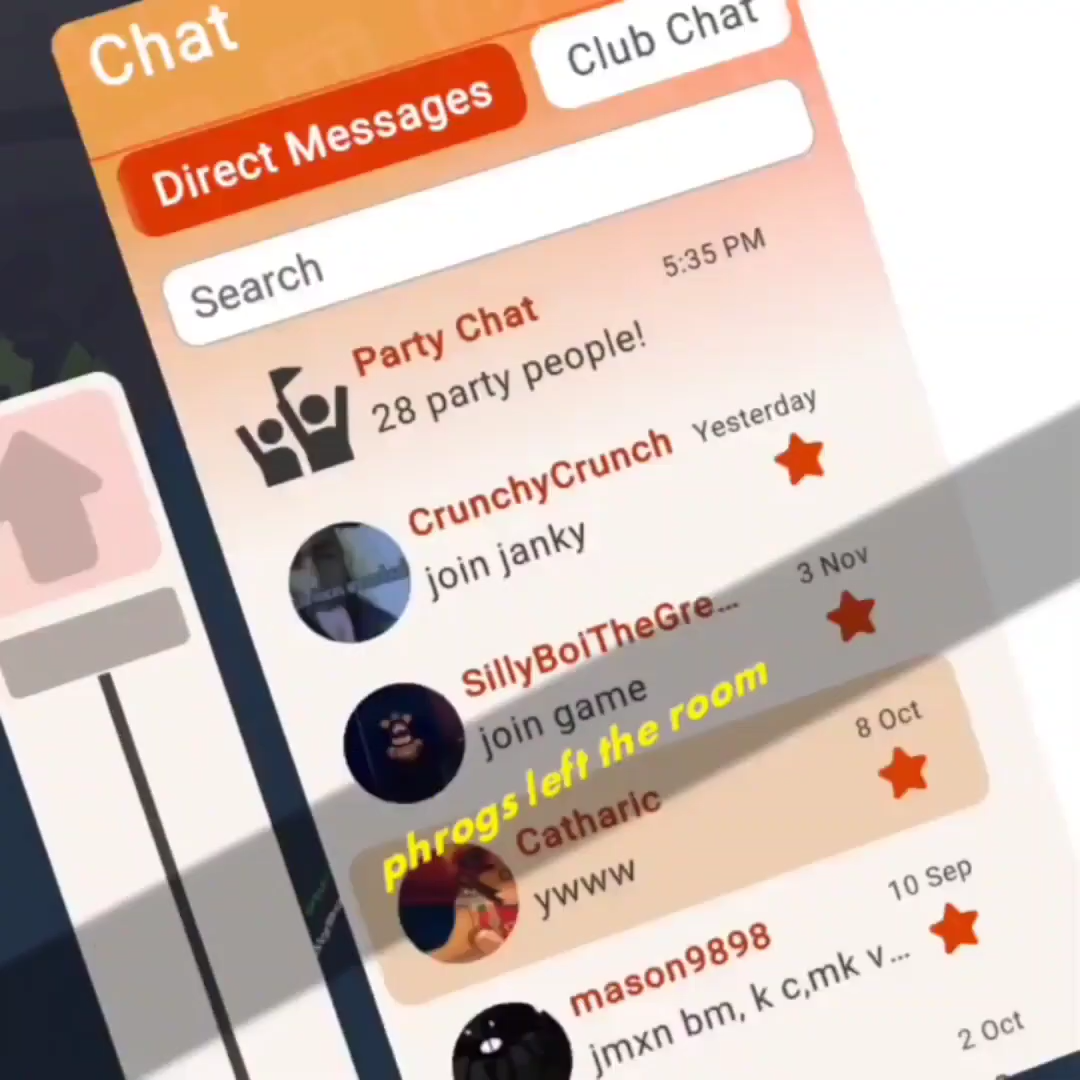 Chat
Direct Messages
Club Chat
Search
5:35 PM
Party Chat
28 party people!
Yesterday
CrunchyCrunch
join janky
3 Nov
SillyBoiTheGre...
join game
phrogs left the room
8 Oct
Catharic
ywww
10 Sep
mason9898
jmxn bm, k c,mk v...
2 Oct